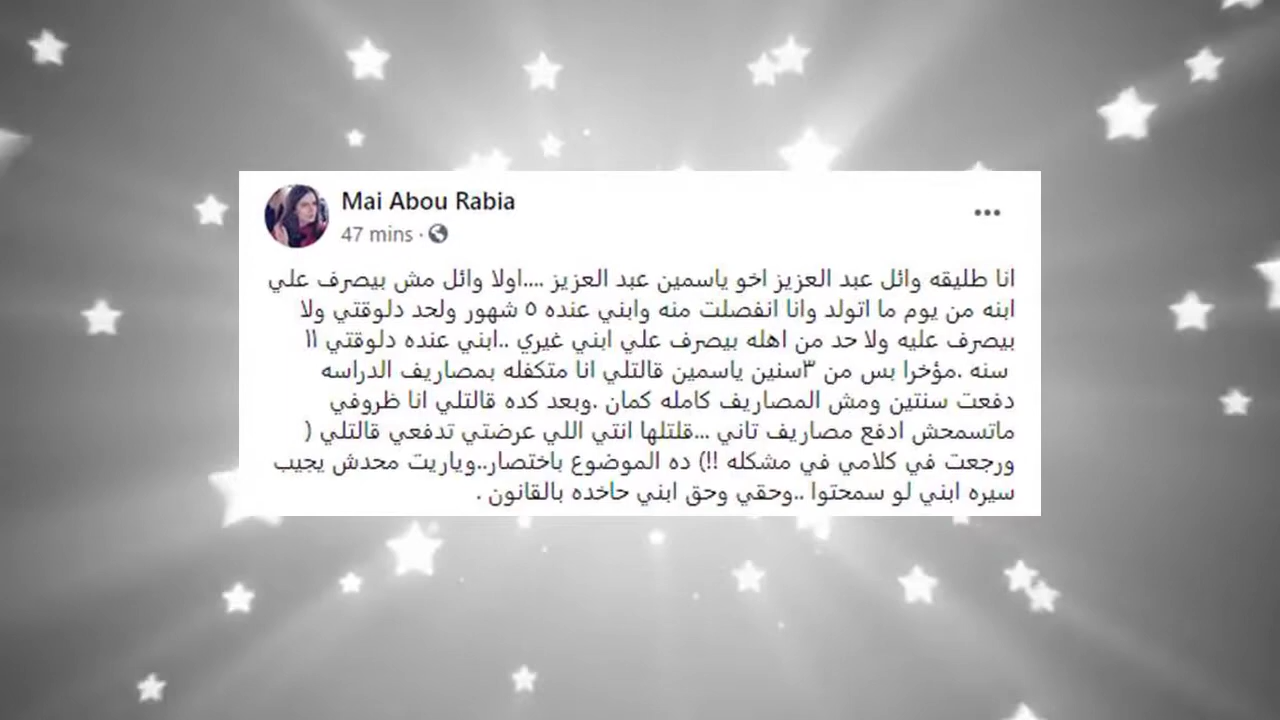 Mai Abou Rabia
47 mins ·
انا طليقه وائل عبد العزيز اخو ياسمين عبد العزيز ....اولا وائل مش بيصرف علي
ابنه من يوم ما اتولد وانا انفصلت منه وابني عنده ٥ شهور ولحد دلوقتي ولا
بيصرف عليه ولا حد من اهله بيصرف علي ابني غيري ..ابني عنده دلوقتي ١١
سنه .مؤخرا بس من ٣سنين ياسمين قالتلي انا متكفله بمصاريف الدراسه
دفعت سنتين ومش المصاريف كامله كمان .وبعد كده قالتلي انا ظروفي
ماتسمحش ادفع مصاريف تاني ...قلتلها انتي اللي عرضتي تدفعي قالتلي (
ورجعت في كلامي في مشكله !!) ده الموضوع باختصار..وياريت محدش يجيب
سيره ابني لو سمحتوا ..وحقي وحق ابني حاخده بالقانون .